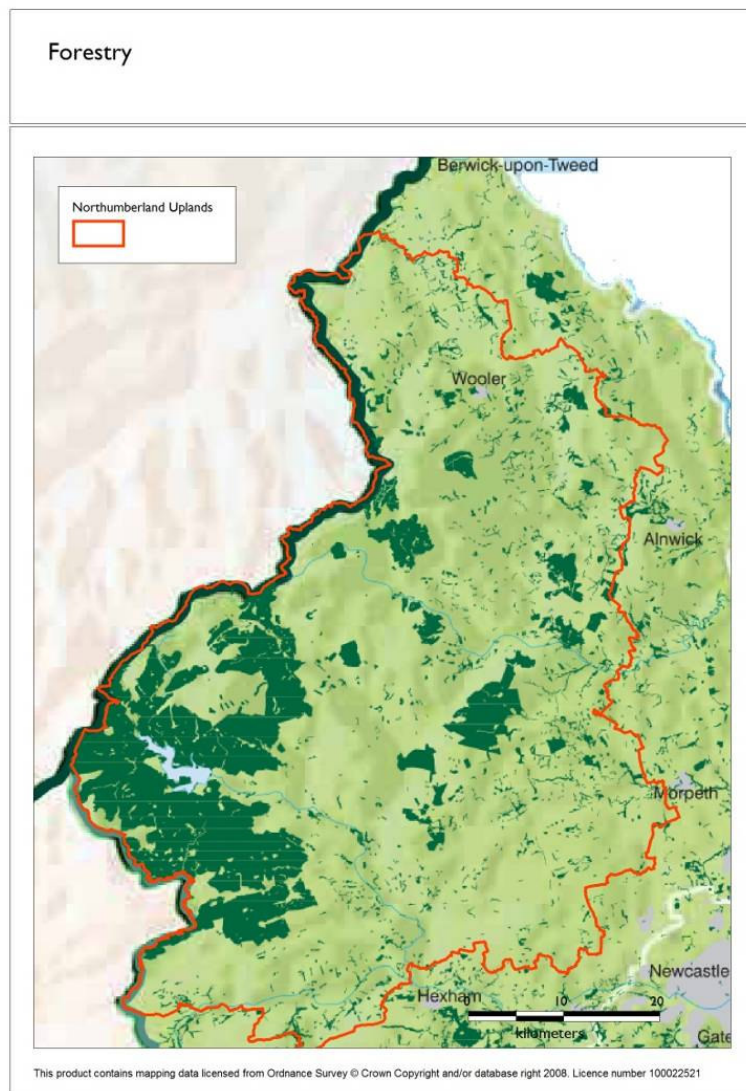 Forestry
Berwick-upon-Tweed
Northumberland Uplands
Wooler
Alnwick
Morpeth
Newcastle
Hexham
0 10 20
kilometers
Gate
This product contains mapping data licensed from Ordnance Survey © Crown Copyright and/or database right 2008. Licence number 100022521